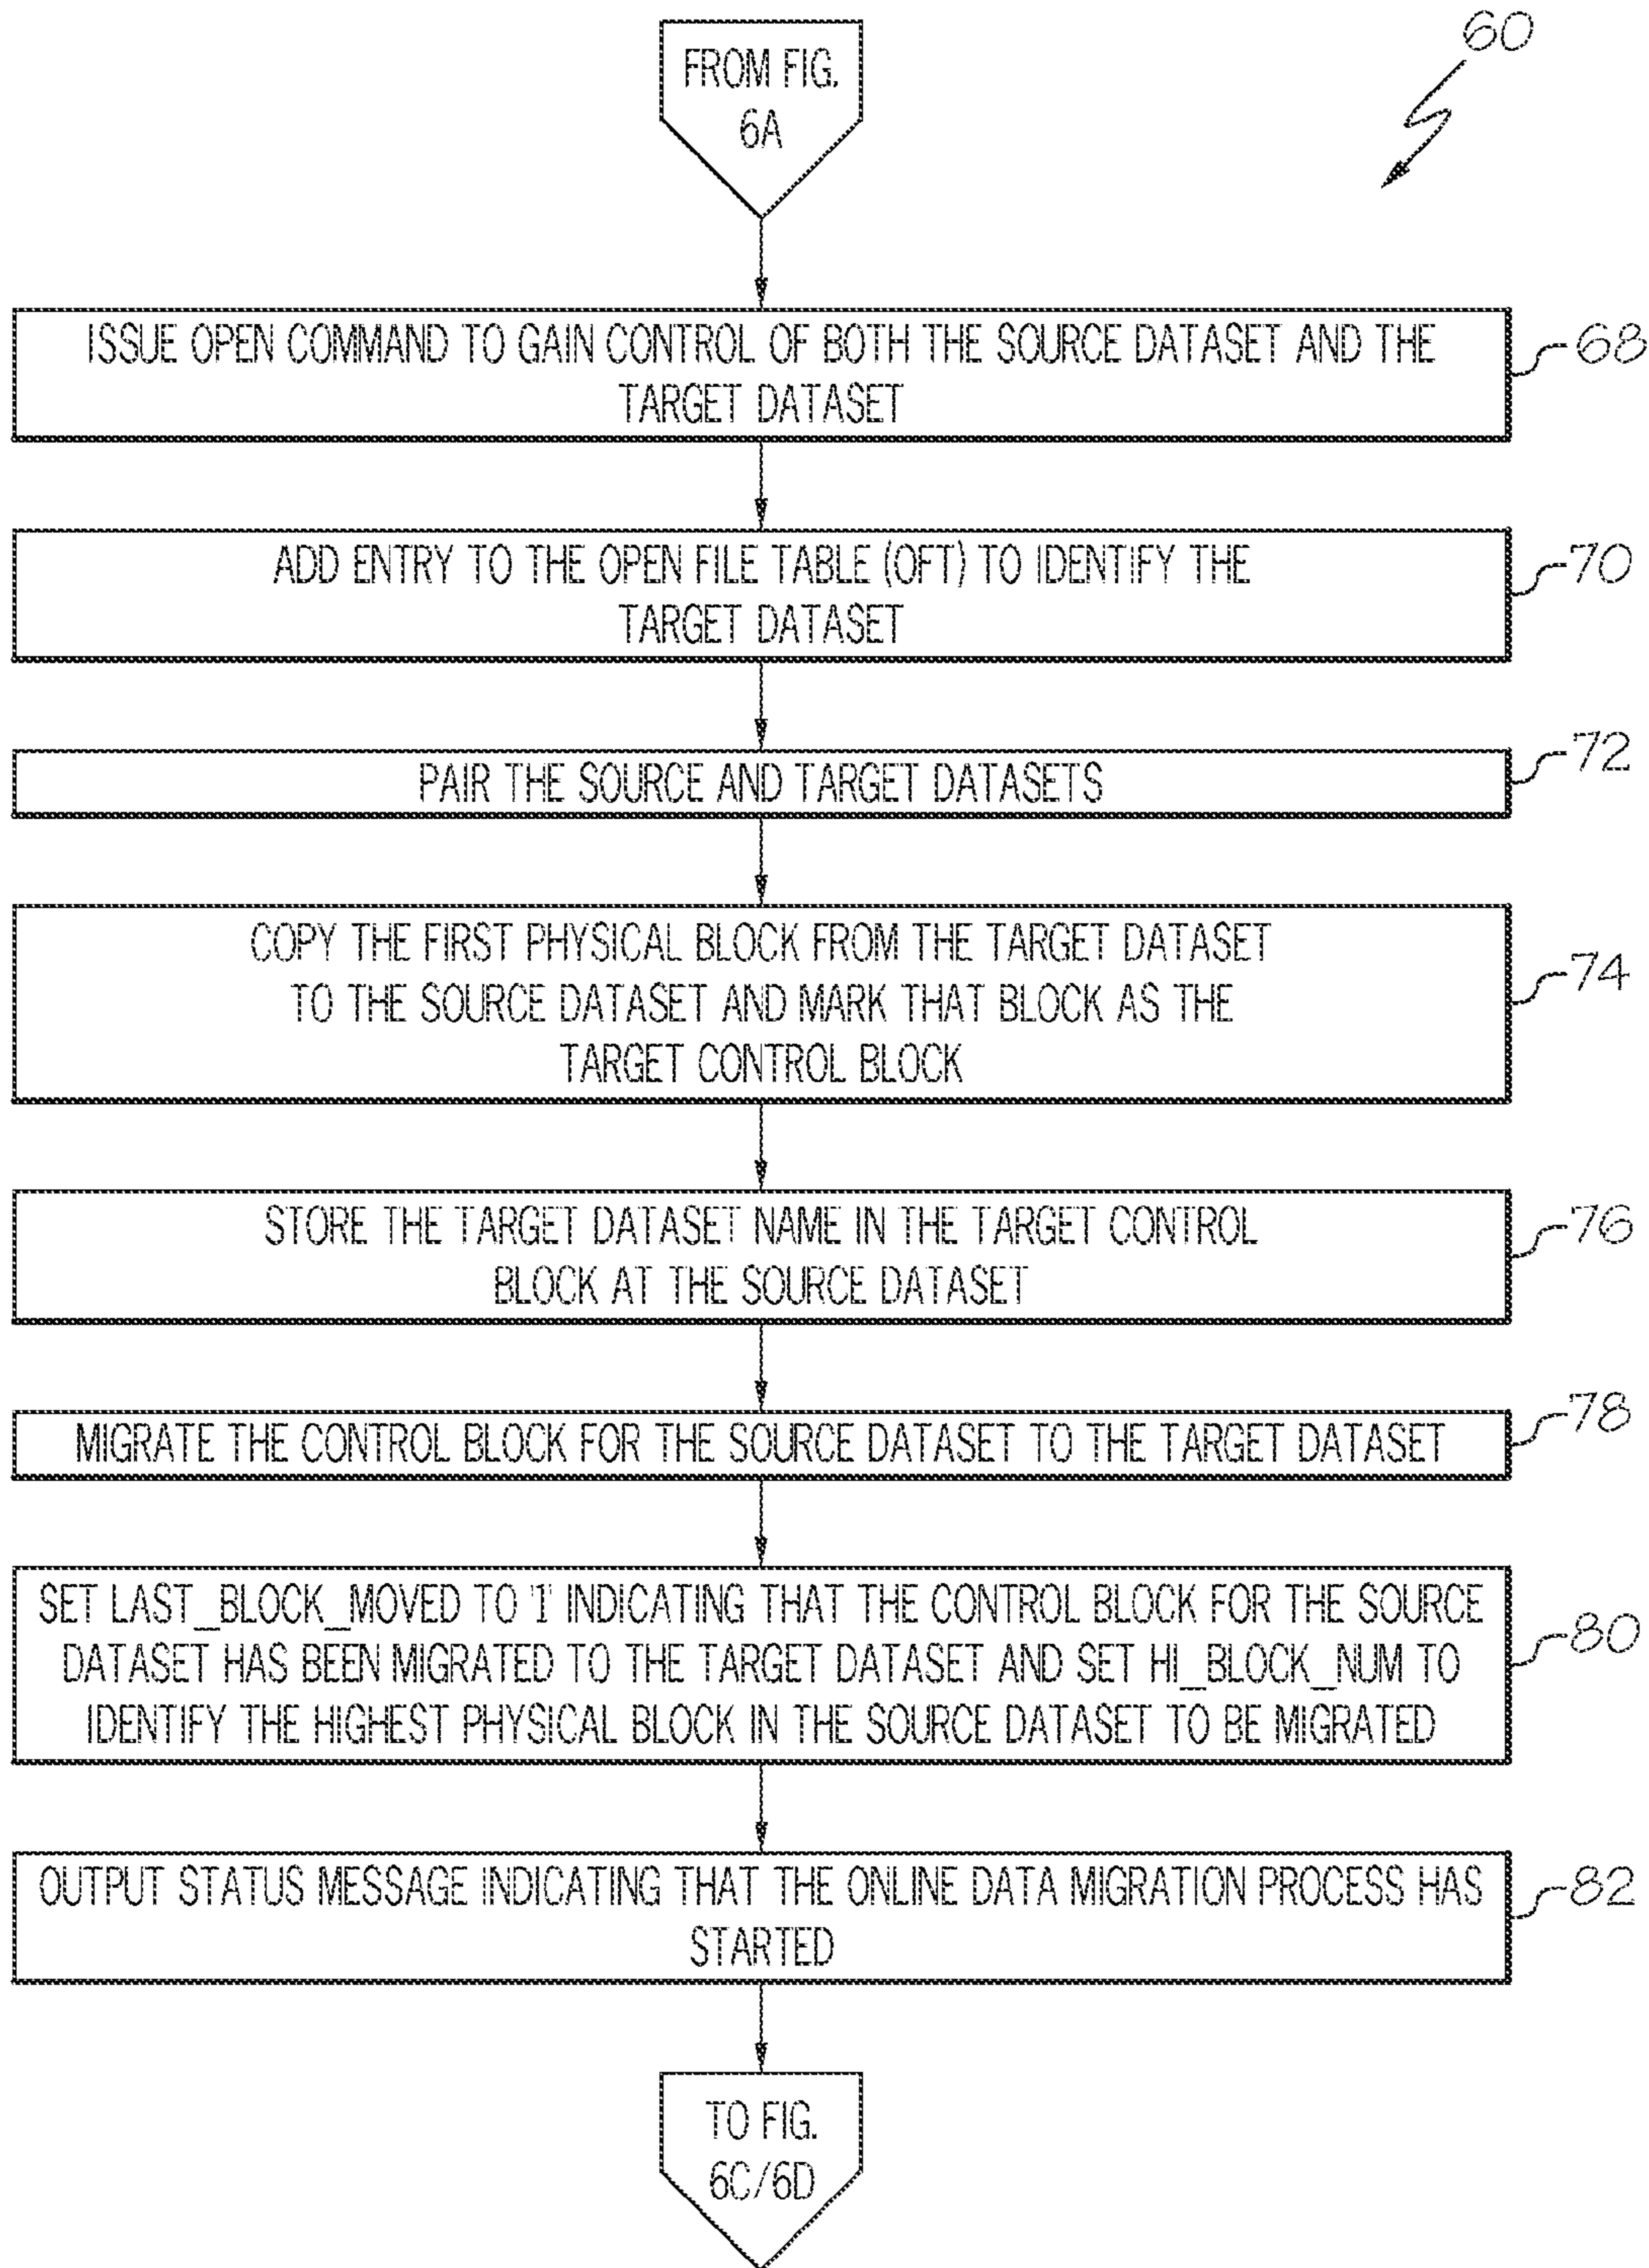 60
FROM FIG.
6A
ISSUE OPEN COMMAND TO GAIN CONTROL OF BOTH THE SOURCE DATASET AND THE
TARGET DATASET
68
ADD ENTRY TO THE OPEN FILE TABLE (OFT) TO IDENTIFY THE
TARGET DATASET
70
PAIR THE SOURCE AND TARGET DATASETS
72
COPY THE FIRST PHYSICAL BLOCK FROM THE TARGET DATASET
TO THE SOURCE DATASET AND MARK THAT BLOCK AS THE
TARGET CONTROL BLOCK
74
STORE THE TARGET DATASET NAME IN THE TARGET CONTROL
BLOCK AT THE SOURCE DATASET
76
MIGRATE THE CONTROL BLOCK FOR THE SOURCE DATASET TO THE TARGET DATASET
78
SET LAST_BLOCK_MOVED TO '1' INDICATING THAT THE CONTROL BLOCK FOR THE SOURCE
DATASET HAS BEEN MIGRATED TO THE TARGET DATASET AND SET HI_BLOCK_NUM TO
IDENTIFY THE HIGHEST PHYSICAL BLOCK IN THE SOURCE DATASET TO BE MIGRATED
80
OUTPUT STATUS MESSAGE INDICATING THAT THE ONLINE DATA MIGRATION PROCESS HAS
STARTED
82
TO FIG.
6C/6D